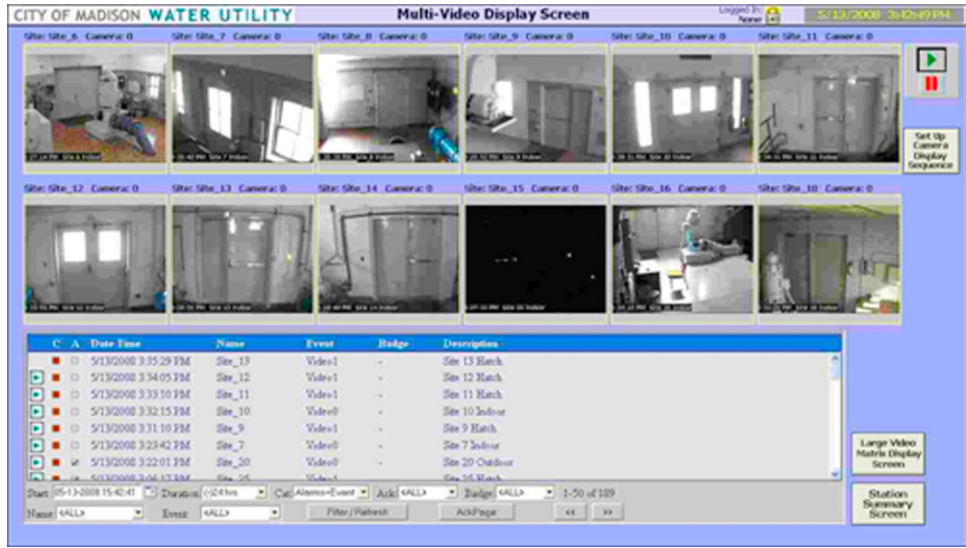 CITY OF MADISON WATER UTILITY
Multi-Video Display Screen
Logged In:
None
5/13/2008 3:42:49 PM
Site: Site_6 Camera: 0
Site: Site_7 Camera: 0
Site: Site_8 Camera: 0
Site: Site_9 Camera: 0
Site: Site_10 Camera: 0
Site: Site_11 Camera: 0
Set Up
Camera
Display
Sequence
Site: Site_12 Camera: 0
Site: Site_13 Camera: 0
Site: Site_14 Camera: 0
Site: Site_15 Camera: 0
Site: Site_16 Camera: 0
C A Date Time Name Event Badge Description
5/13/2008 3:35:29 PM Site_13 Video1 - Site 13 Hatch
5/13/2008 3:34:05 PM Site_12 Video1 - Site 12 Hatch
5/13/2008 3:33:10 PM Site_11 Video1 - Site 11 Hatch
5/13/2008 3:32:15 PM Site_10 Video0 - Site 10 Indoor
5/13/2008 3:31:10 PM Site_9 Video1 - Site 9 Hatch
5/13/2008 3:23:42 PM Site_7 Video0 - Site 7 Indoor
5/13/2008 3:22:01 PM Site_20 Video0 - Site 20 Outdoor
Large Video
Matrix Display
Screen
Start: 05-13-2008 15:42:41 Duration: (-)24 hrs Cat: Alarms+Event Ack: <ALL> Badge: <ALL> 1-50 of 189
Name: <ALL> Event: <ALL> Filter/Refresh AckPage << >>
Station
Summary
Screen